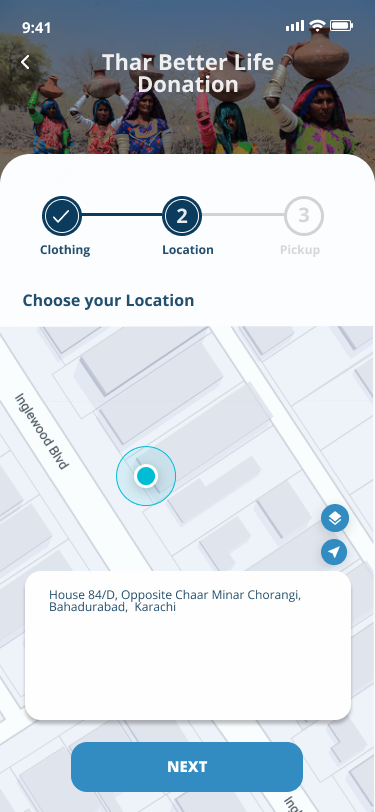 9:41
Thar Better Life
Donation
2
3
Clothing
Location
Pickup
Choose your Location
Inglewood Blvd
House 84/D, Opposite Chaar Minar Chorangi,
Bahadurabad, Karachi
NEXT